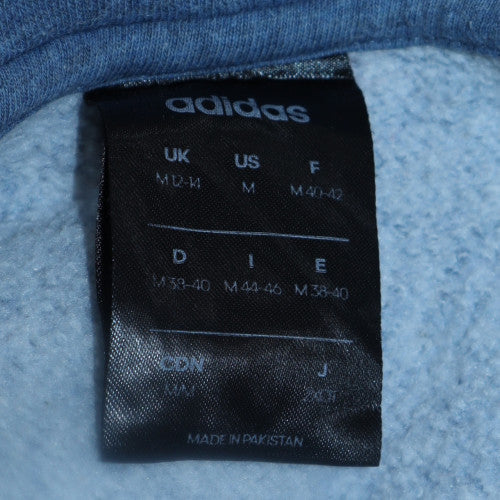 adidas
UK US F
M 12-14 M M 40-42
D I E
M 38-40 M 44-46 M 38-40
CDN J
M/M
MADE IN PAKISTAN